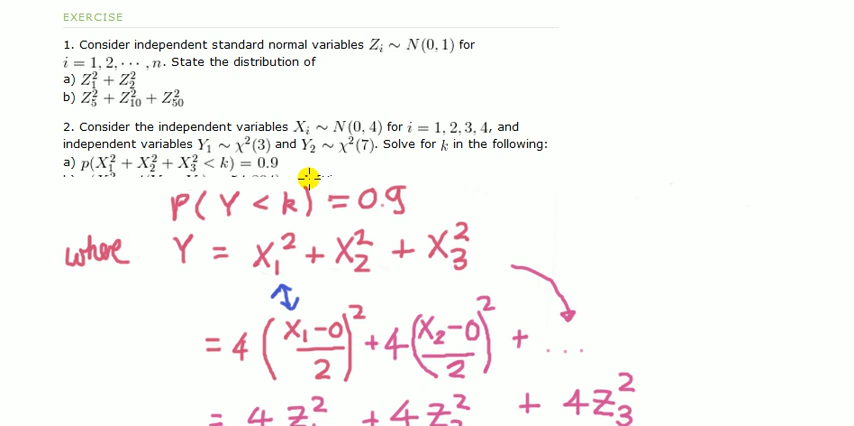 EXERCISE
1. Consider independent standard normal variables Z_i ∼ N(0, 1) for
i = 1, 2, ⋯ , n. State the distribution of
a) Z_1^2 + Z_2^2
b) Z_5^2 + Z_10^2 + Z_50^2
2. Consider the independent variables X_i ∼ N(0, 4) for i = 1, 2, 3, 4, and
independent variables Y_1 ∼ χ^2(3) and Y_2 ∼ χ^2(7). Solve for k in the following:
a) p(X_1^2 + X_2^2 + X_3^2 < k) = 0.9
P(Y < k) = 0.9
where Y = X_1^2 + X_2^2 + X_3^2
= 4 ((X_1-0)/2)^2 + 4 ((X_2-0)/2)^2 + ...
= 4 Z^2 + 4 Z^2 + 4 Z_3^2